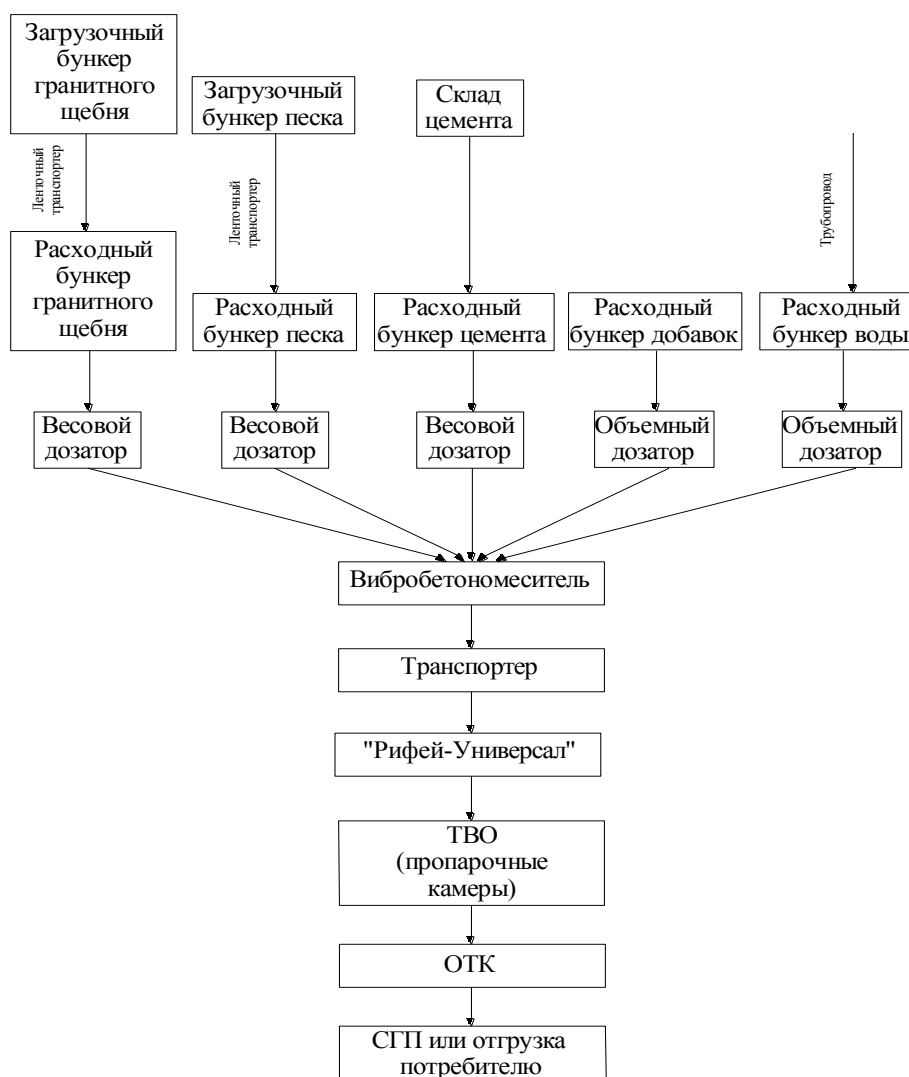 Загрузочный
бункер
гранитного
щебня
Загрузочный
бункер песка
Склад
цемента
Ленточный
транспортер
Ленточный
транспортер
Трубопровод
Расходный
бункер
гранитного
щебня
Расходный
бункер песка
Расходный
бункер цемента
Расходный
бункер добавок
Расходный
бункер воды
Весовой
дозатор
Весовой
дозатор
Весовой
дозатор
Объемный
дозатор
Объемный
дозатор
Вибробетономеситель
Транспортер
"Рифей-Универсал"
ТВО
(пропарочные
камеры)
ОТК
СГП или отгрузка
потребителю